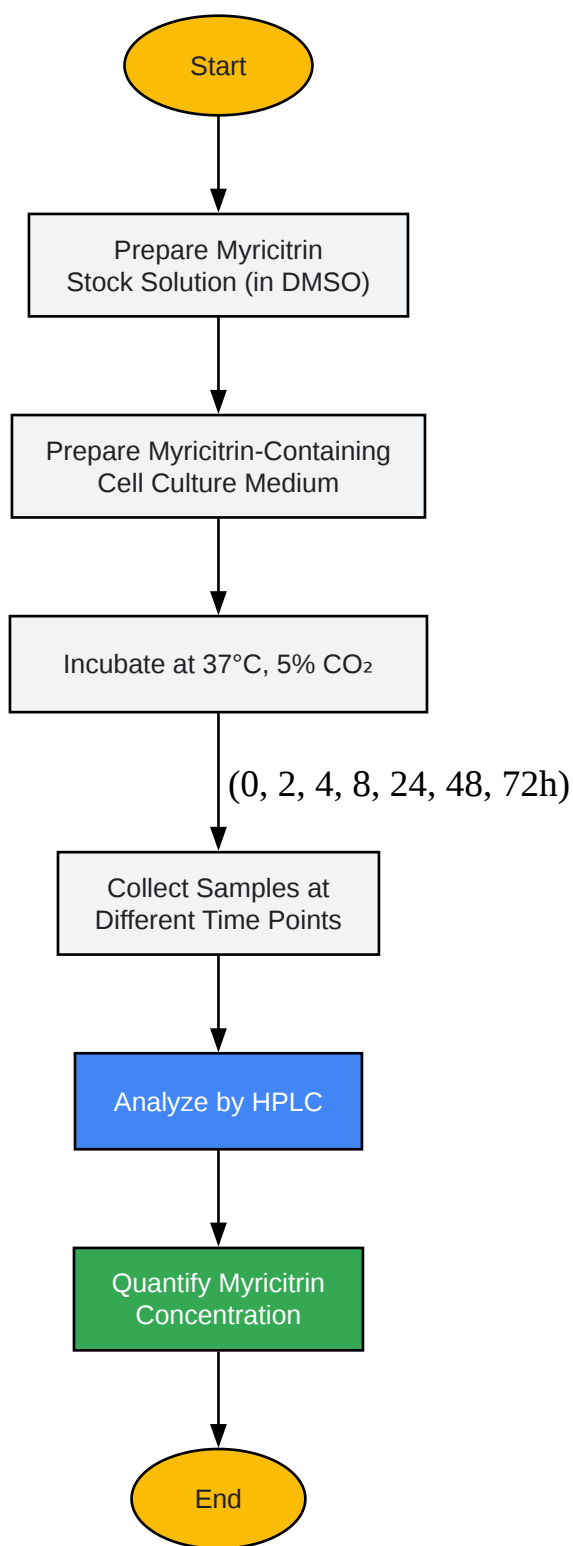 Start
Prepare Myricitrin
Stock Solution (in DMSO)
Prepare Myricitrin-Containing
Cell Culture Medium
Incubate at 37°C, 5% CO₂
(0, 2, 4, 8, 24, 48, 72h)
Collect Samples at
Different Time Points
Analyze by HPLC
Quantify Myricitrin
Concentration
End